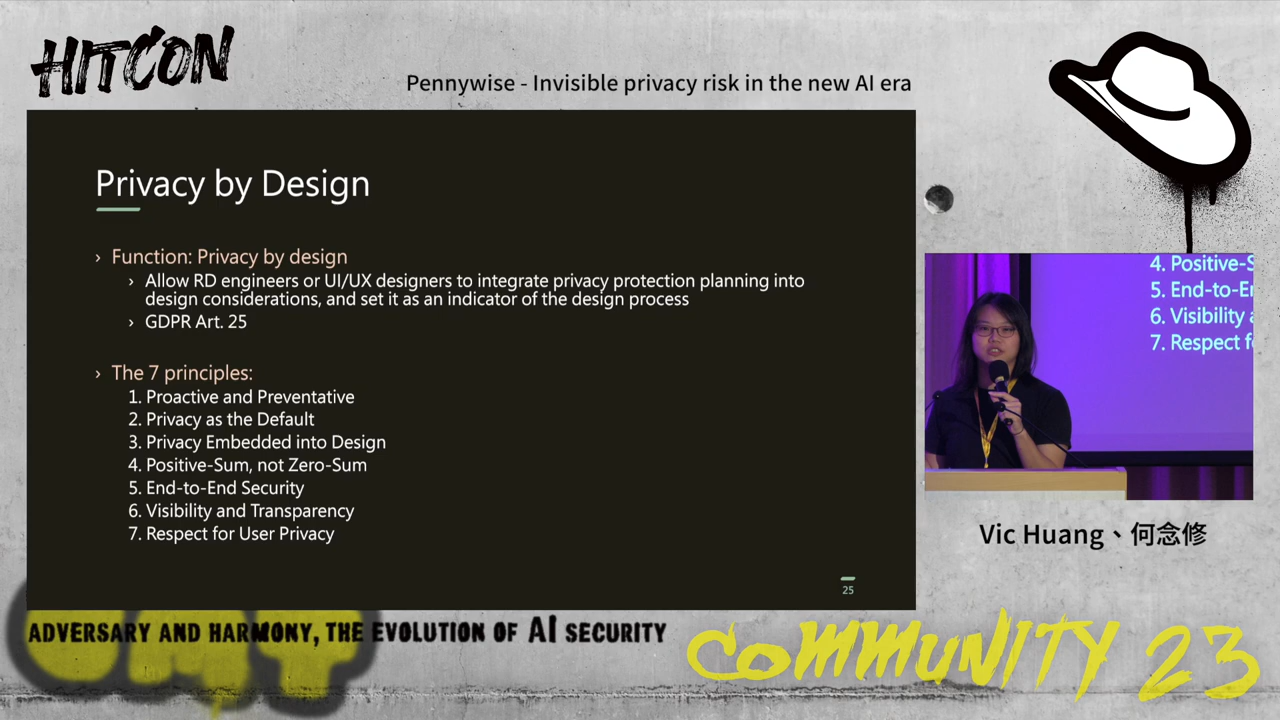 HITCON
Pennywise - Invisible privacy risk in the new AI era
Privacy by Design
› Function: Privacy by design
› Allow RD engineers or UI/UX designers to integrate privacy protection planning into
design considerations, and set it as an indicator of the design process
› GDPR Art. 25
› The 7 principles:
1. Proactive and Preventative
2. Privacy as the Default
3. Privacy Embedded into Design
4. Positive-Sum, not Zero-Sum
5. End-to-End Security
6. Visibility and Transparency
7. Respect for User Privacy
25
4. Positive-S
5. End-to-E
6. Visibility
7. Respect f
Vic Huang、何念修
ADVERSARY AND HARMONY, THE EVOLUTION OF AI SECURITY
COMMUNITY 23